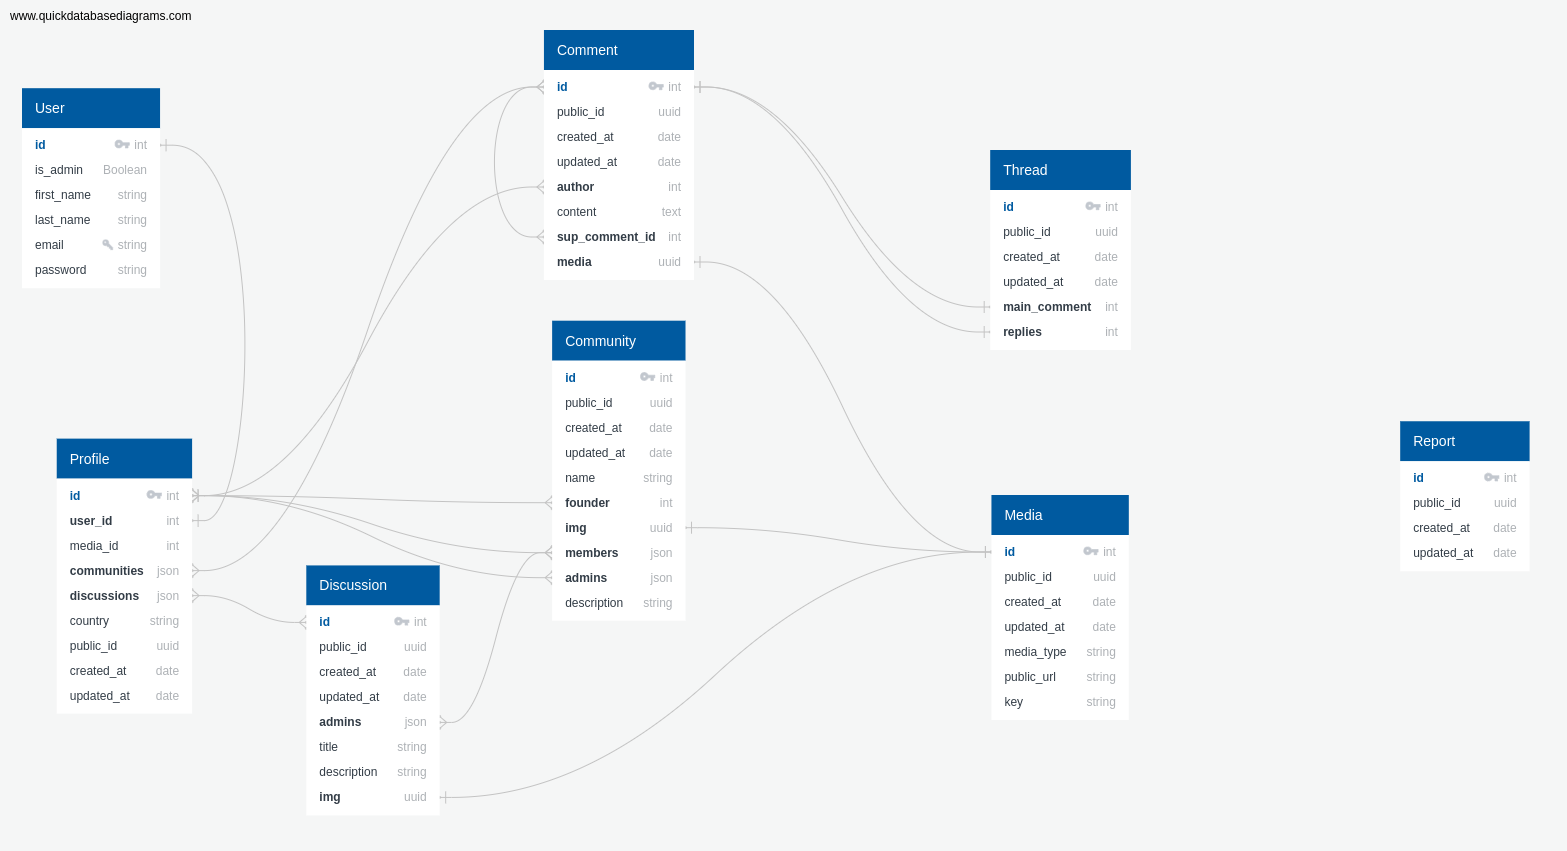 www.quickdatabasediagrams.com
User
id int
is_admin Boolean
first_name string
last_name string
email string
password string
Comment
id int
public_id uuid
created_at date
updated_at date
author int
content text
sup_comment_id int
media uuid
Thread
id int
public_id uuid
created_at date
updated_at date
main_comment int
replies int
Community
id int
public_id uuid
created_at date
updated_at date
name string
founder int
img uuid
members json
admins json
description string
Profile
id int
user_id int
media_id int
communities json
discussions json
country string
public_id uuid
created_at date
updated_at date
Discussion
id int
public_id uuid
created_at date
updated_at date
admins json
title string
description string
img uuid
Media
id int
public_id uuid
created_at date
updated_at date
media_type string
public_url string
key string
Report
id int
public_id uuid
created_at date
updated_at date